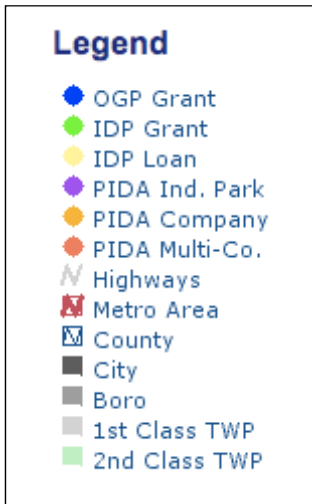 Legend
OGP Grant
IDP Grant
IDP Loan
PIDA Ind. Park
PIDA Company
PIDA Multi-Co.
Highways
Metro Area
County
City
Boro
1st Class TWP
2nd Class TWP